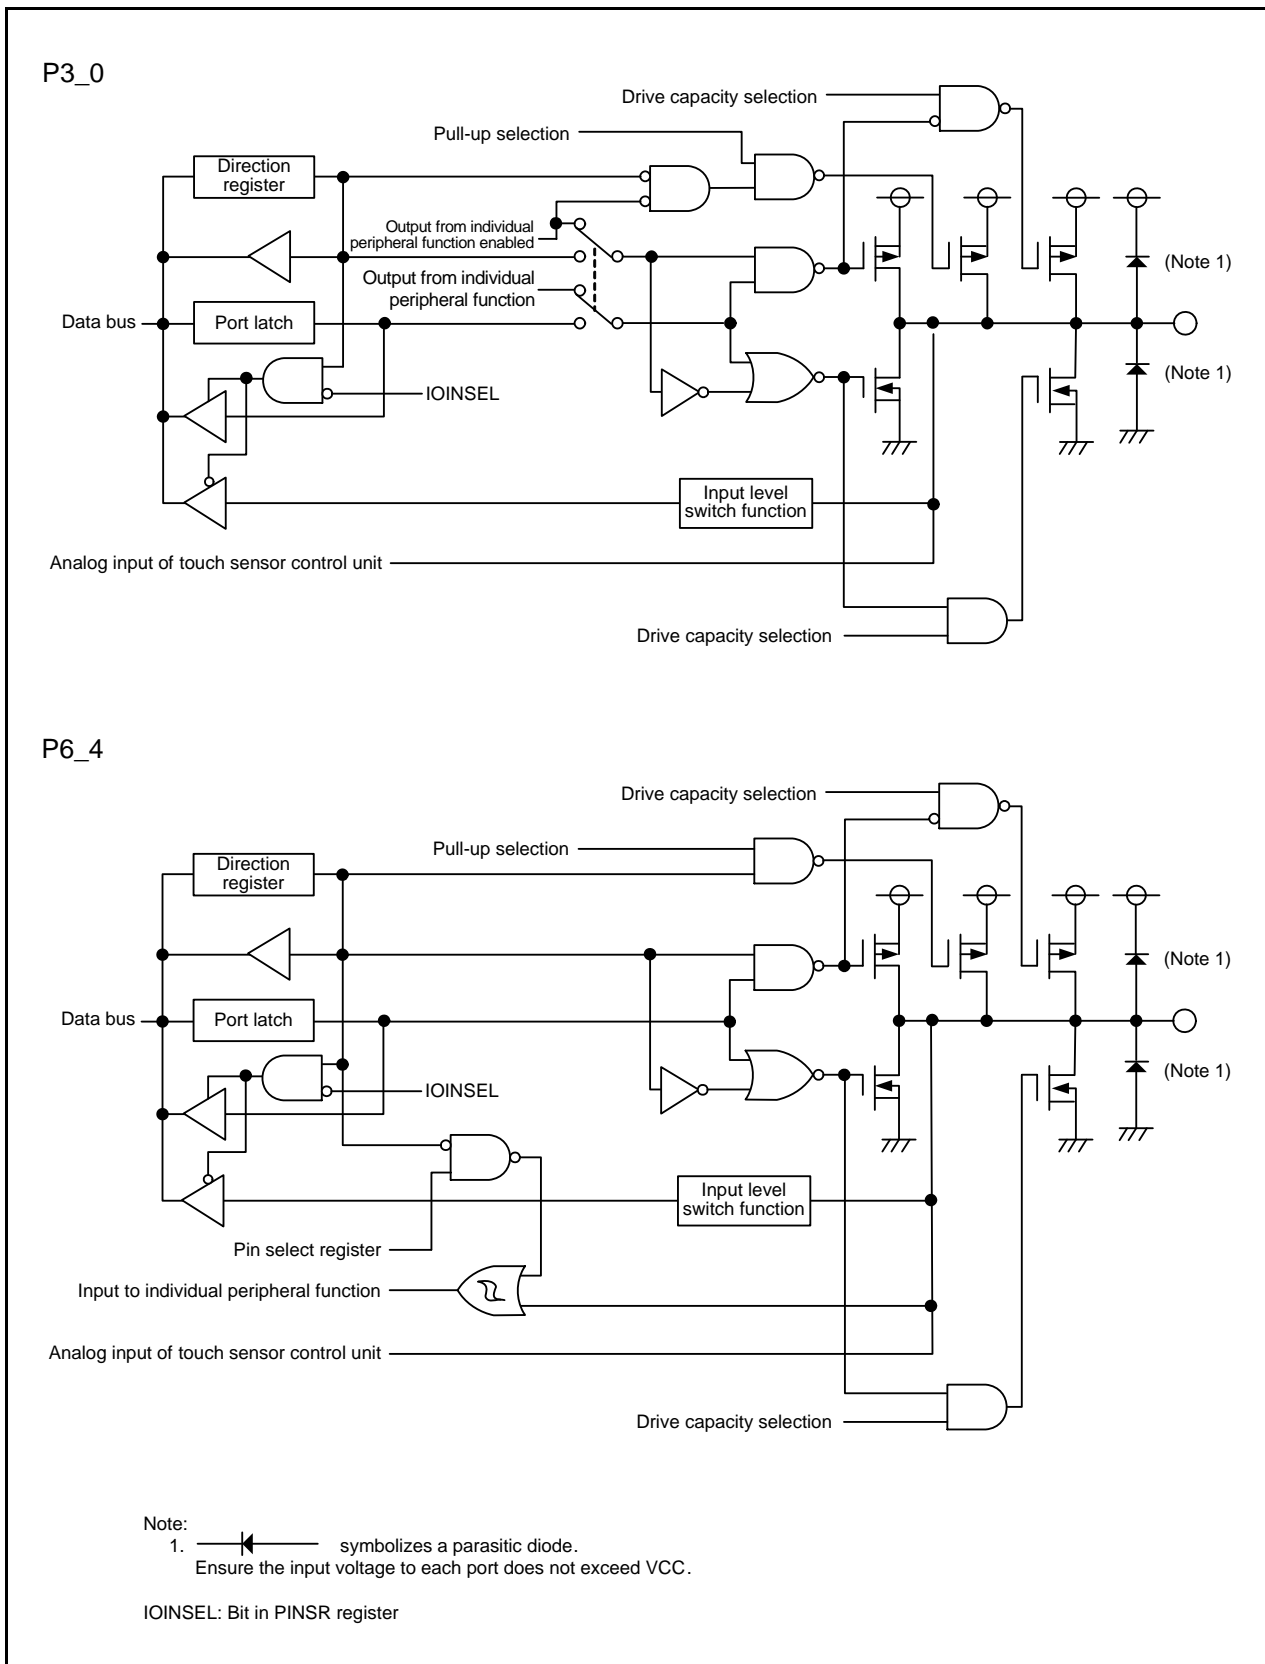 P3_0
Drive capacity selection
Pull-up selection
Direction
register
Output from individual
peripheral function enabled
Output from individual
peripheral function
(Note 1)
Data bus
Port latch
(Note 1)
IOINSEL
Input level
switch function
Analog input of touch sensor control unit
Drive capacity selection
P6_4
Drive capacity selection
Pull-up selection
Direction
register
(Note 1)
Data bus
Port latch
(Note 1)
IOINSEL
Input level
switch function
Pin select register
Input to individual peripheral function
Analog input of touch sensor control unit
Drive capacity selection
Note:
1. symbolizes a parasitic diode.
Ensure the input voltage to each port does not exceed VCC.
IOINSEL: Bit in PINSR register